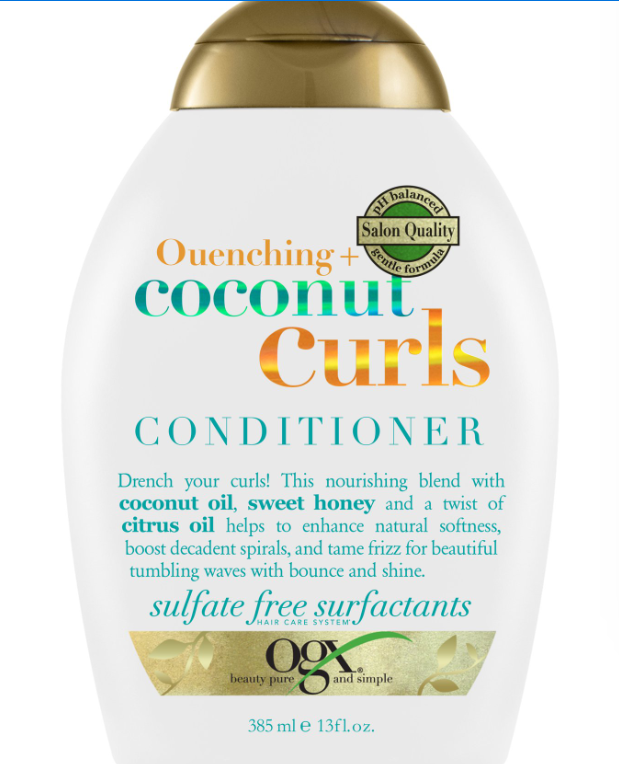 pH balanced
Salon Quality
gentle formula
Quenching +
coconut
curls
CONDITIONER
Drench your curls! This nourishing blend with
coconut oil, sweet honey and a twist of
citrus oil helps to enhance natural softness,
boost decadent spirals, and tame frizz for beautiful
tumbling waves with bounce and shine.
sulfate free surfactants
HAIR CARE SYSTEM™
ogx®
beauty pure and simple
385 ml e 13fl.oz.